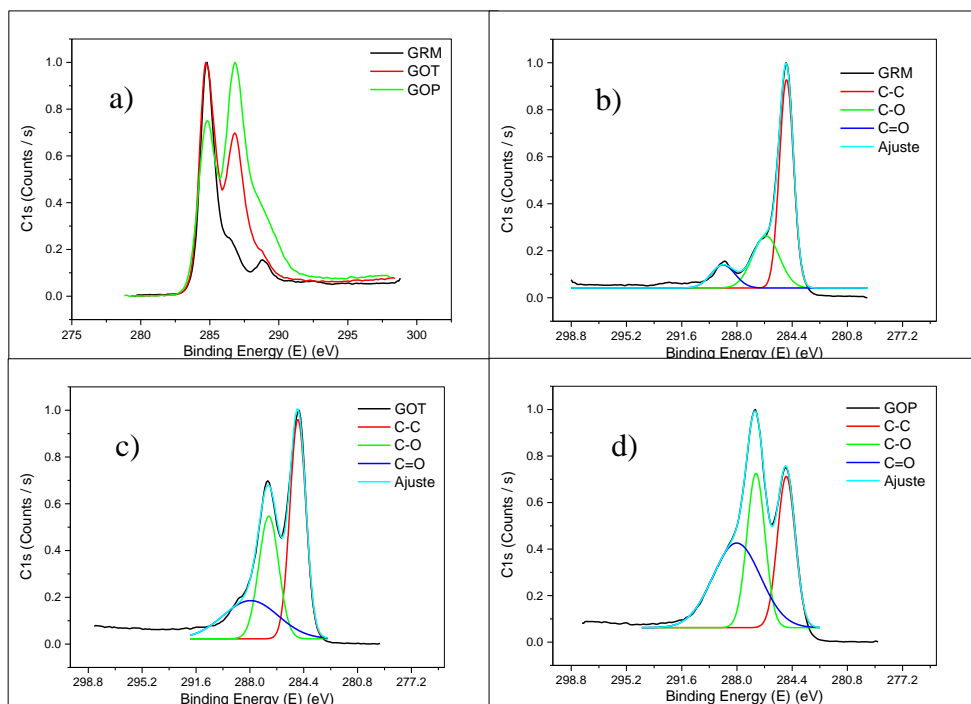 a)
GRM
GOT
GOP
C1s (Counts / s)
1.0
0.8
0.6
0.4
0.2
0.0
275 280 285 290 295 300
Binding Energy (E) (eV)
b)
GRM
C-C
C-O
C=O
Ajuste
C1s (Counts / s)
1.0
0.8
0.6
0.4
0.2
0.0
298.8 295.2 291.6 288.0 284.4 280.8 277.2
Binding Energy (E) (eV)
c)
GOT
C-C
C-O
C=O
Ajuste
C1s (Counts / s)
1.0
0.8
0.6
0.4
0.2
0.0
298.8 295.2 291.6 288.0 284.4 280.8 277.2
Binding Energy (E) (eV)
d)
GOP
C-C
C-O
C=O
Ajuste
C1s (Counts / s)
1.0
0.8
0.6
0.4
0.2
0.0
298.8 295.2 291.6 288.0 284.4 280.8 277.2
Binding Energy (E) (eV)